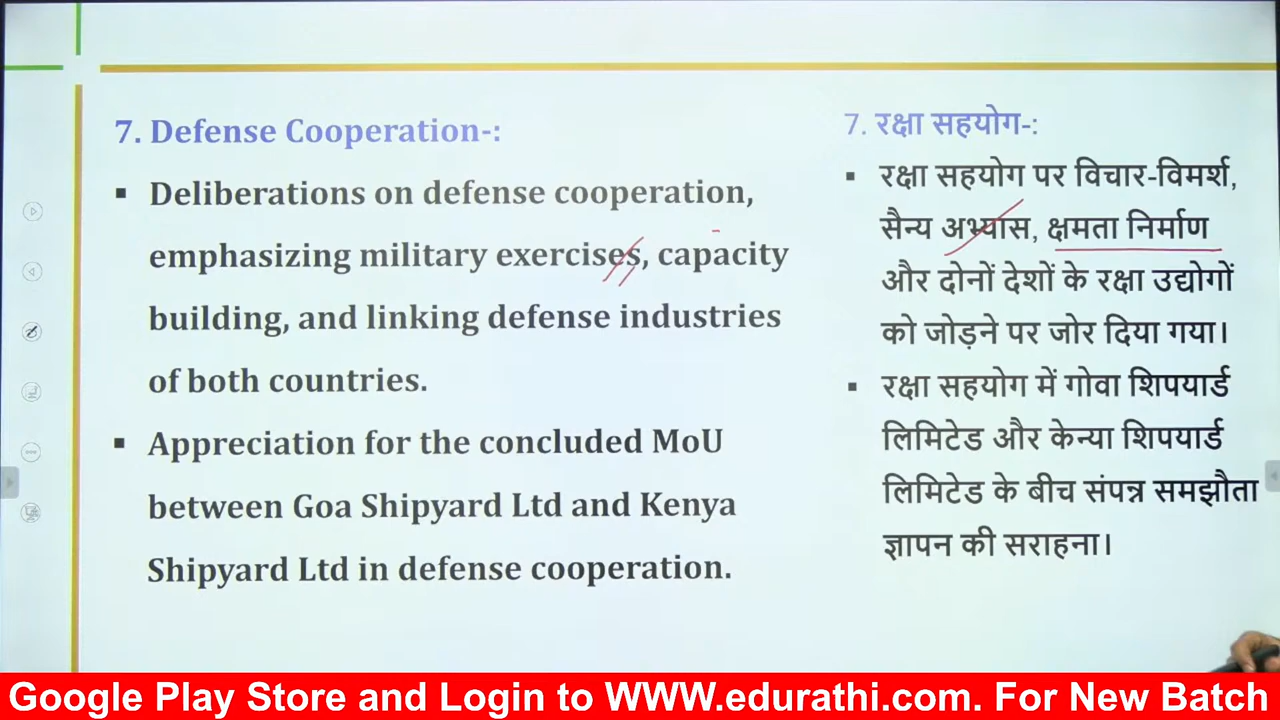 7. Defense Cooperation-:
▪ Deliberations on defense cooperation,
emphasizing military exercises, capacity
building, and linking defense industries
of both countries.
▪ Appreciation for the concluded MoU
between Goa Shipyard Ltd and Kenya
Shipyard Ltd in defense cooperation.
7. रक्षा सहयोग-:
▪ रक्षा सहयोग पर विचार-विमर्श,
सैन्य अभ्यास, क्षमता निर्माण
और दोनों देशों के रक्षा उद्योगों
को जोड़ने पर जोर दिया गया।
▪ रक्षा सहयोग में गोवा शिपयार्ड
लिमिटेड और केन्या शिपयार्ड
लिमिटेड के बीच संपन्न समझौता
ज्ञापन की सराहना।
Google Play Store and Login to WWW.edurathi.com. For New Batch